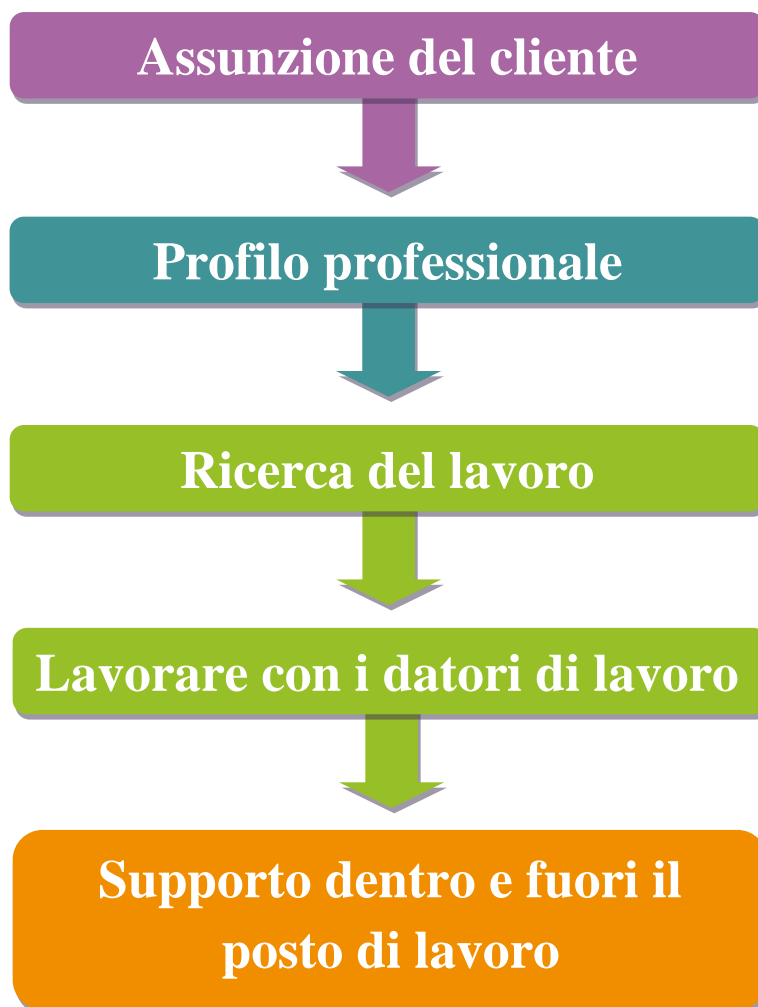 Assunzione del cliente
Profilo professionale
Ricerca del lavoro
Lavorare con i datori di lavoro
Supporto dentro e fuori il
posto di lavoro